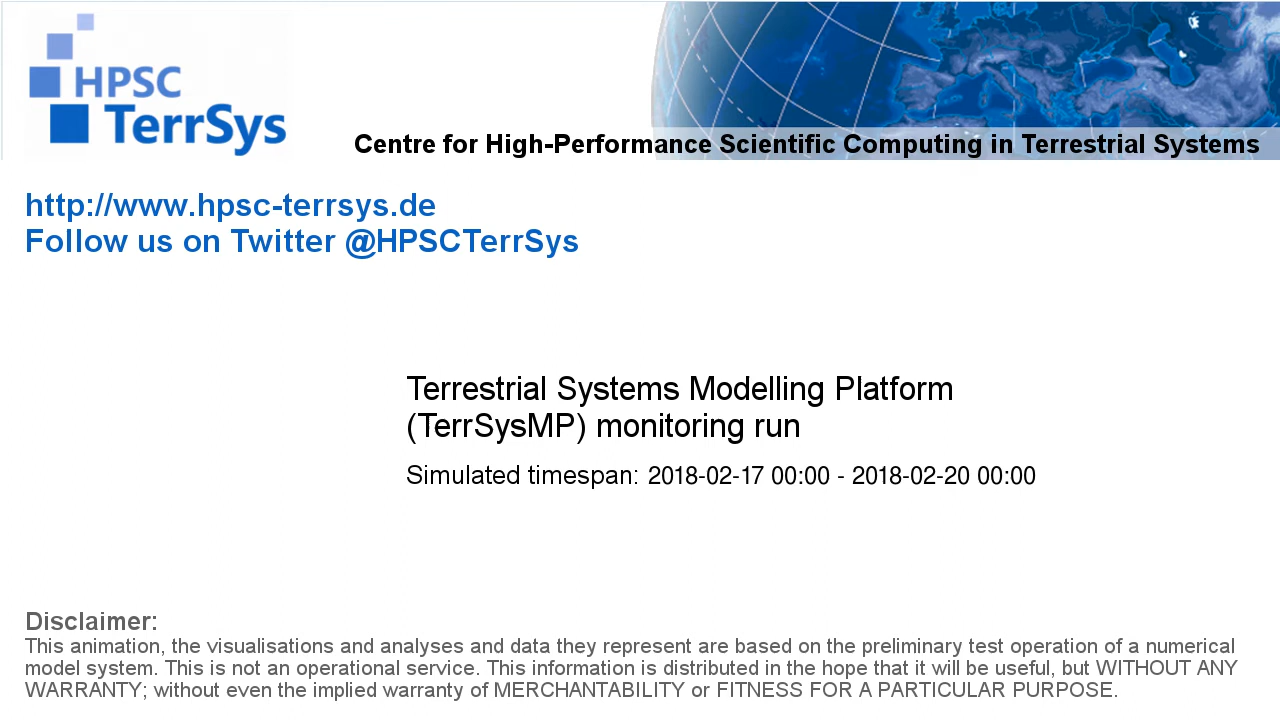 HPSC
TerrSys
Centre for High-Performance Scientific Computing in Terrestrial Systems
http://www.hpsc-terrsys.de
Follow us on Twitter @HPSCTerrSys
Terrestrial Systems Modelling Platform
(TerrSysMP) monitoring run
Simulated timespan: 2018-02-17 00:00 - 2018-02-20 00:00
Disclaimer:
This animation, the visualisations and analyses and data they represent are based on the preliminary test operation of a numerical
model system. This is not an operational service. This information is distributed in the hope that it will be useful, but WITHOUT ANY
WARRANTY; without even the implied warranty of MERCHANTABILITY or FITNESS FOR A PARTICULAR PURPOSE.